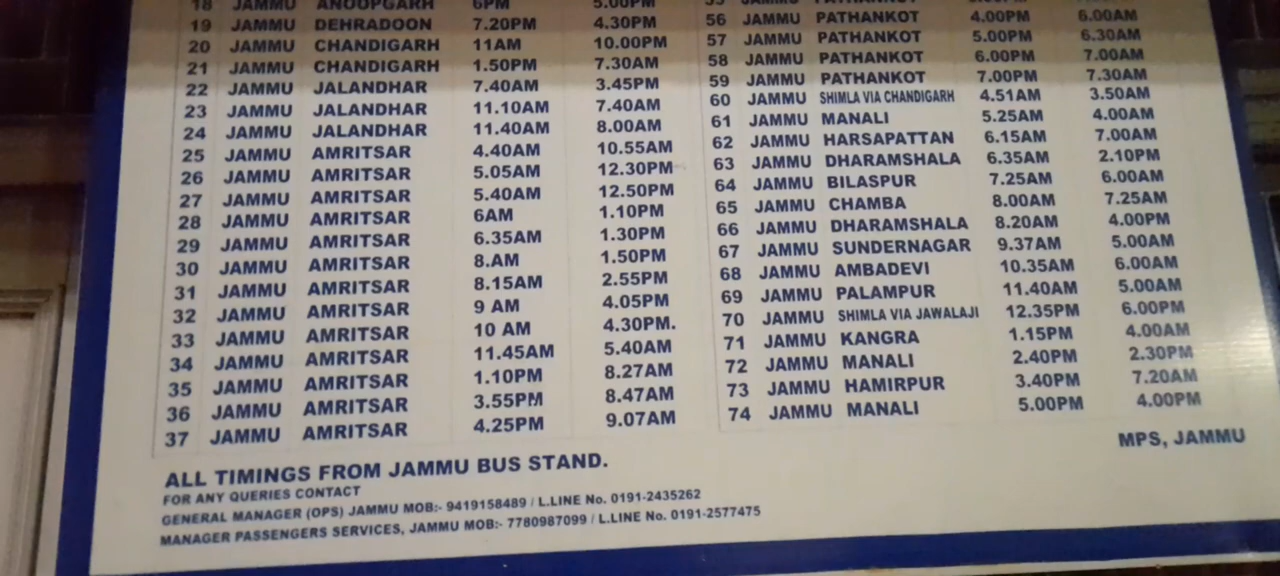 18 JAMMU ANOOPGARH 6PM 5.00PM
19 JAMMU DEHRADOON 7.20PM 4.30PM
20 JAMMU CHANDIGARH 11AM 10.00PM
21 JAMMU CHANDIGARH 1.50PM 7.30AM
22 JAMMU JALANDHAR 7.40AM 3.45PM
23 JAMMU JALANDHAR 11.10AM 7.40AM
24 JAMMU JALANDHAR 11.40AM 8.00AM
25 JAMMU AMRITSAR 4.40AM 10.55AM
26 JAMMU AMRITSAR 5.05AM 12.30PM
27 JAMMU AMRITSAR 5.40AM 12.50PM
28 JAMMU AMRITSAR 6AM 1.10PM
29 JAMMU AMRITSAR 6.35AM 1.30PM
30 JAMMU AMRITSAR 8.AM 1.50PM
31 JAMMU AMRITSAR 8.15AM 2.55PM
32 JAMMU AMRITSAR 9 AM 4.05PM
33 JAMMU AMRITSAR 10 AM 4.30PM.
34 JAMMU AMRITSAR 11.45AM 5.40AM
35 JAMMU AMRITSAR 1.10PM 8.27AM
36 JAMMU AMRITSAR 3.55PM 8.47AM
37 JAMMU AMRITSAR 4.25PM 9.07AM
JAMMU PATHANKOT
56 JAMMU PATHANKOT 4.00PM 6.00AM
57 JAMMU PATHANKOT 5.00PM 6.30AM
58 JAMMU PATHANKOT 6.00PM 7.00AM
59 JAMMU PATHANKOT 7.00PM 7.30AM
60 JAMMU SHIMLA VIA CHANDIGARH 4.51AM 3.50AM
61 JAMMU MANALI 5.25AM 4.00AM
62 JAMMU HARSAPATTAN 6.15AM 7.00AM
63 JAMMU DHARAMSHALA 6.35AM 2.10PM
64 JAMMU BILASPUR 7.25AM 6.00AM
65 JAMMU CHAMBA 8.00AM 7.25AM
66 JAMMU DHARAMSHALA 8.20AM 4.00PM
67 JAMMU SUNDERNAGAR 9.37AM 5.00AM
68 JAMMU AMBADEVI 10.35AM 6.00AM
69 JAMMU PALAMPUR 11.40AM 5.00AM
70 JAMMU SHIMLA VIA JAWALAJI 12.35PM 6.00PM
71 JAMMU KANGRA 1.15PM 4.00AM
72 JAMMU MANALI 2.40PM 2.30PM
73 JAMMU HAMIRPUR 3.40PM 7.20AM
74 JAMMU MANALI 5.00PM 4.00PM
MPS, JAMMU
ALL TIMINGS FROM JAMMU BUS STAND.
FOR ANY QUERIES CONTACT
GENERAL MANAGER (OPS) JAMMU MOB:- 9419158489 / L.LINE No. 0191-2435262
MANAGER PASSENGERS SERVICES, JAMMU MOB:- 7780987099 / L.LINE No. 0191-2577475